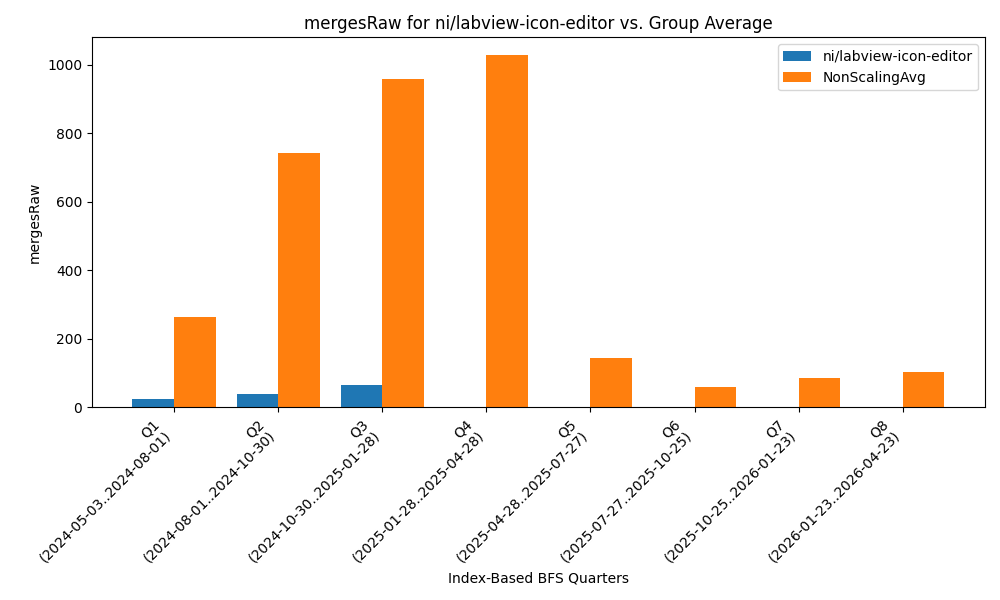 mergesRaw for ni/labview-icon-editor vs. Group Average
ni/labview-icon-editor
NonScalingAvg
mergesRaw
1000
800
600
400
200
0
Q1
(2024-05-03..2024-08-01)
Q2
(2024-08-01..2024-10-30)
Q3
(2024-10-30..2025-01-28)
Q4
(2025-01-28..2025-04-28)
Q5
(2025-04-28..2025-07-27)
Q6
(2025-07-27..2025-10-25)
Q7
(2025-10-25..2026-01-23)
Q8
(2026-01-23..2026-04-23)
Index-Based BFS Quarters